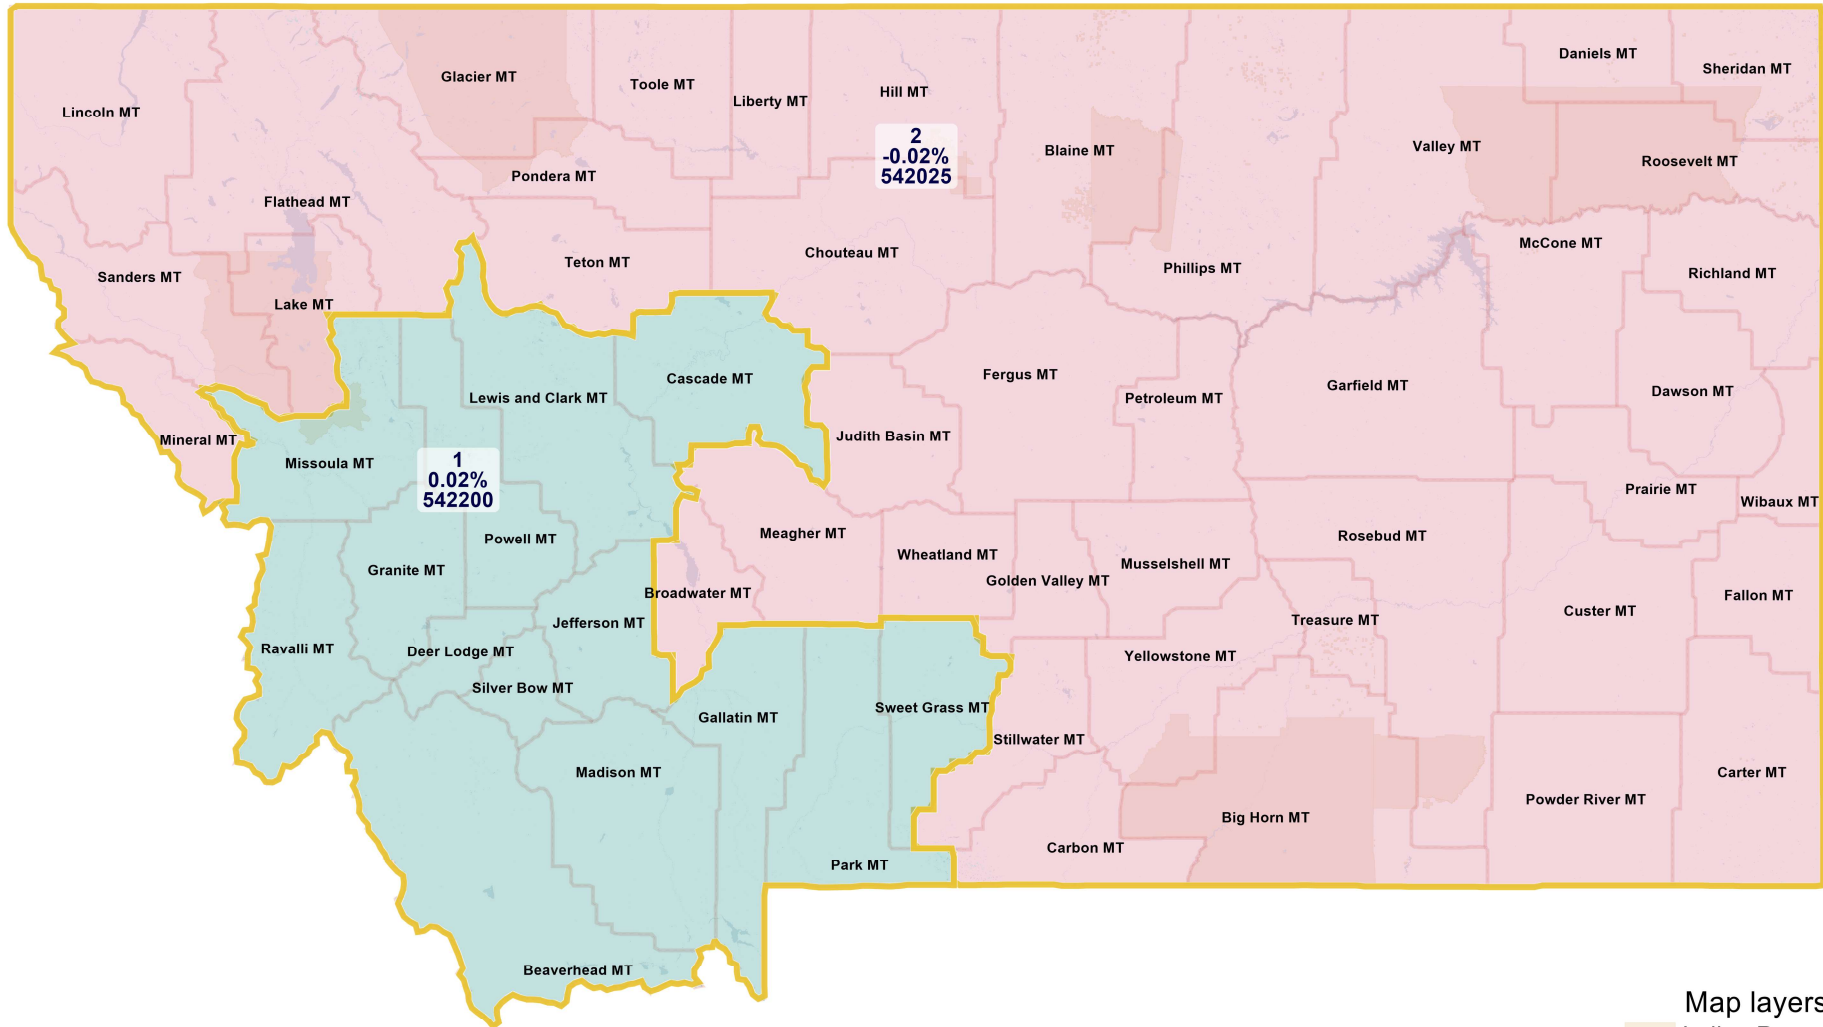 Daniels MT
Sheridan MT
Glacier MT
Toole MT
Hill MT
Liberty MT
Lincoln MT
2
-0.02%
542025
Blaine MT
Valley MT
Roosevelt MT
Pondera MT
Flathead MT
McCone MT
Chouteau MT
Teton MT
Phillips MT
Richland MT
Sanders MT
Lake MT
Cascade MT
Fergus MT
Garfield MT
Dawson MT
Lewis and Clark MT
Petroleum MT
Judith Basin MT
Mineral MT
Missoula MT
1
0.02%
542200
Prairie MT
Wibaux MT
Meagher MT
Powell MT
Rosebud MT
Wheatland MT
Musselshell MT
Granite MT
Golden Valley MT
Broadwater MT
Fallon MT
Custer MT
Treasure MT
Jefferson MT
Ravalli MT
Deer Lodge MT
Yellowstone MT
Silver Bow MT
Sweet Grass MT
Gallatin MT
Stillwater MT
Madison MT
Carter MT
Powder River MT
Big Horn MT
Carbon MT
Park MT
Beaverhead MT
Map layers